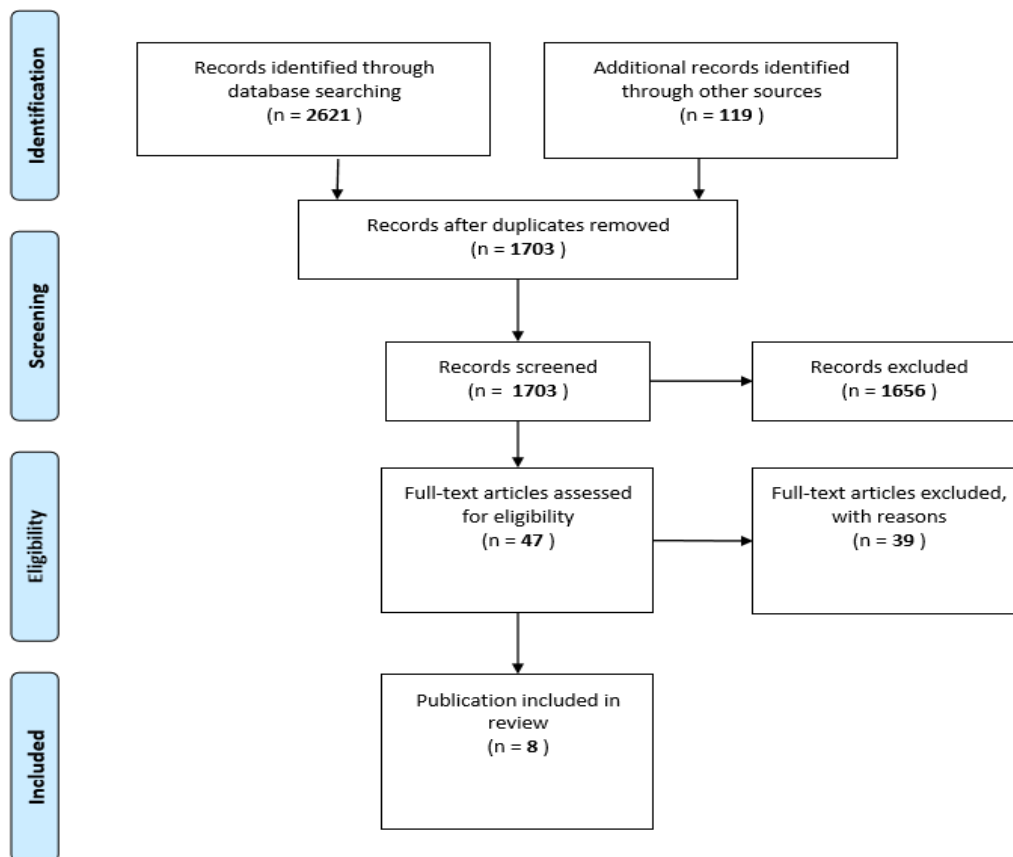 Identification
Records identified through
database searching
(n = 2621 )
Additional records identified
through other sources
(n = 119 )
Records after duplicates removed
(n = 1703 )
Screening
Records screened
(n =  1703 )
Records excluded
(n = 1656 )
Eligibility
Full-text articles assessed
for eligibility
(n = 47 )
Full-text articles excluded,
with reasons
(n = 39 )
Included
Publication included in
review
(n = 8 )